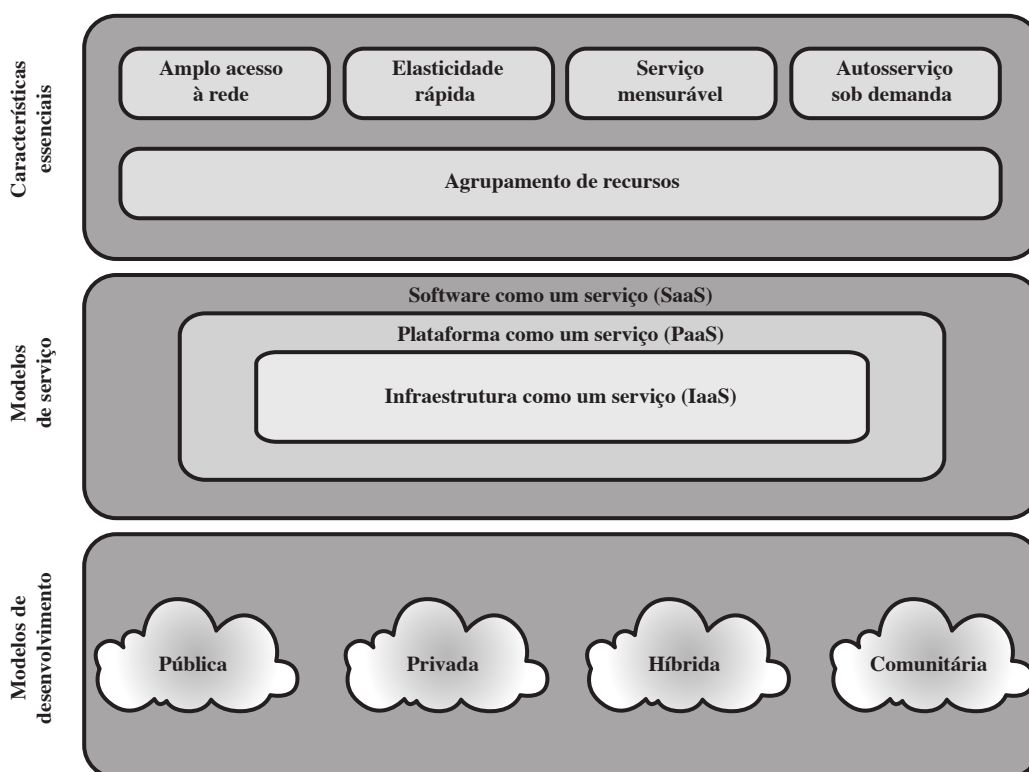 Características
essenciais
Amplo acesso
à rede
Elasticidade
rápida
Serviço
mensurável
Autosserviço
sob demanda
Agrupamento de recursos
Modelos
de serviço
Software como um serviço (SaaS)
Plataforma como um serviço (PaaS)
Infraestrutura como um serviço (IaaS)
Modelos de
desenvolvimento
Pública
Privada
Híbrida
Comunitária